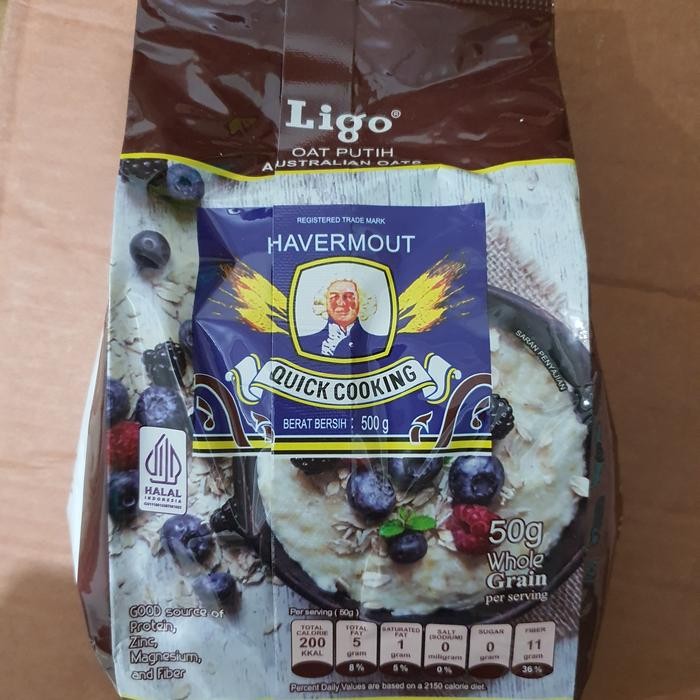 Ligo®
OAT PUTIH
AUSTRALIAN OATS
REGISTERED TRADE MARK
HAVERMOUT
QUICK COOKING
BERAT BERSIH : 500 g
SARAN PENYAJIAN
HALAL
INDONESIA
50g
Whole
Grain
per serving
GOOD source of
Protein,
Zinc,
Magnesium,
and Fiber
Per serving ( 50g )
TOTAL CALORIE 200 KKAL
TOTAL FAT 5 gram 8 %
SATURATED FAT 1 gram 5 %
SALT (SODIUM) 0 miligram 0 %
SUGAR 0 gram
FIBER 11 gram 36 %
Percent Daily Values are based on a 2150 calorie diet